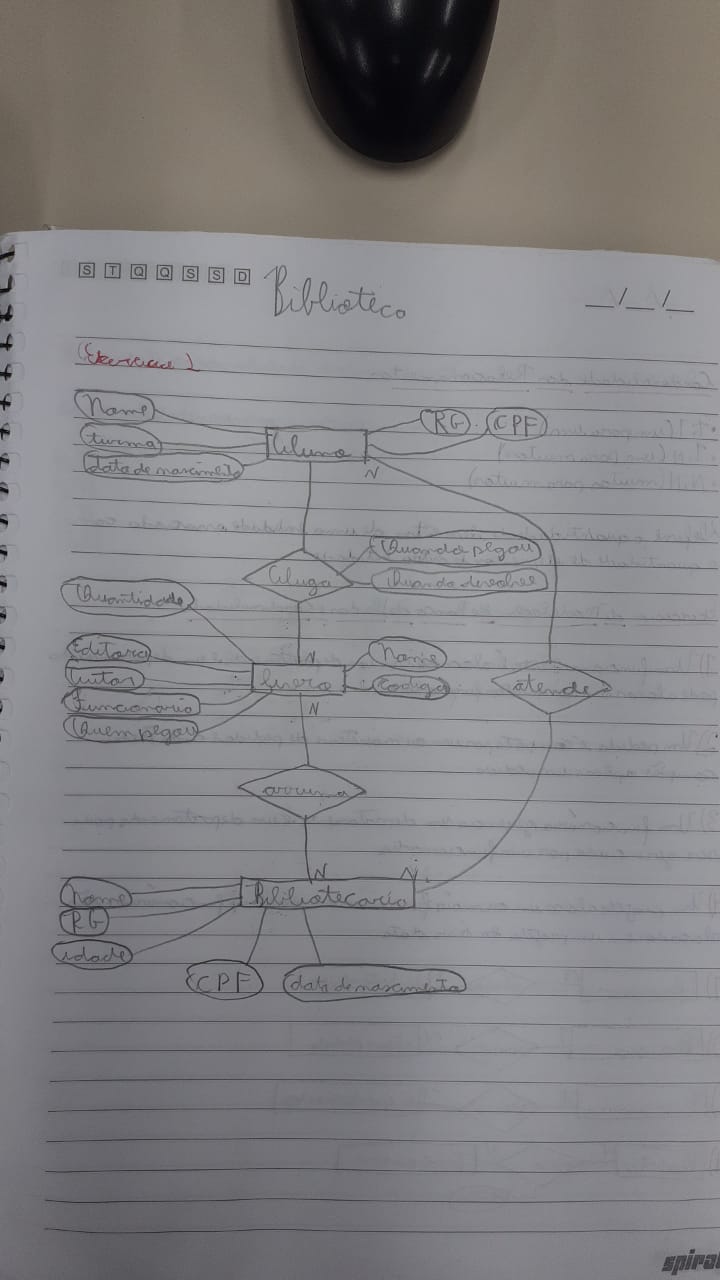 S T Q Q S S D
Biblioteca
__/__/__
Exercício 1
Nome
turma
data de nascimento
Aluno
RG
CPF
N
Aluga
Quando pegou
Quando devolveu
Quantidade
N
Editora
Autor
Funcionario
Quem pegou
livro
Nome
Codigo
atende
N
arruma
N
N
Nome
RG
idade
Bibliotecario
CPF
data de nascimento
spiral